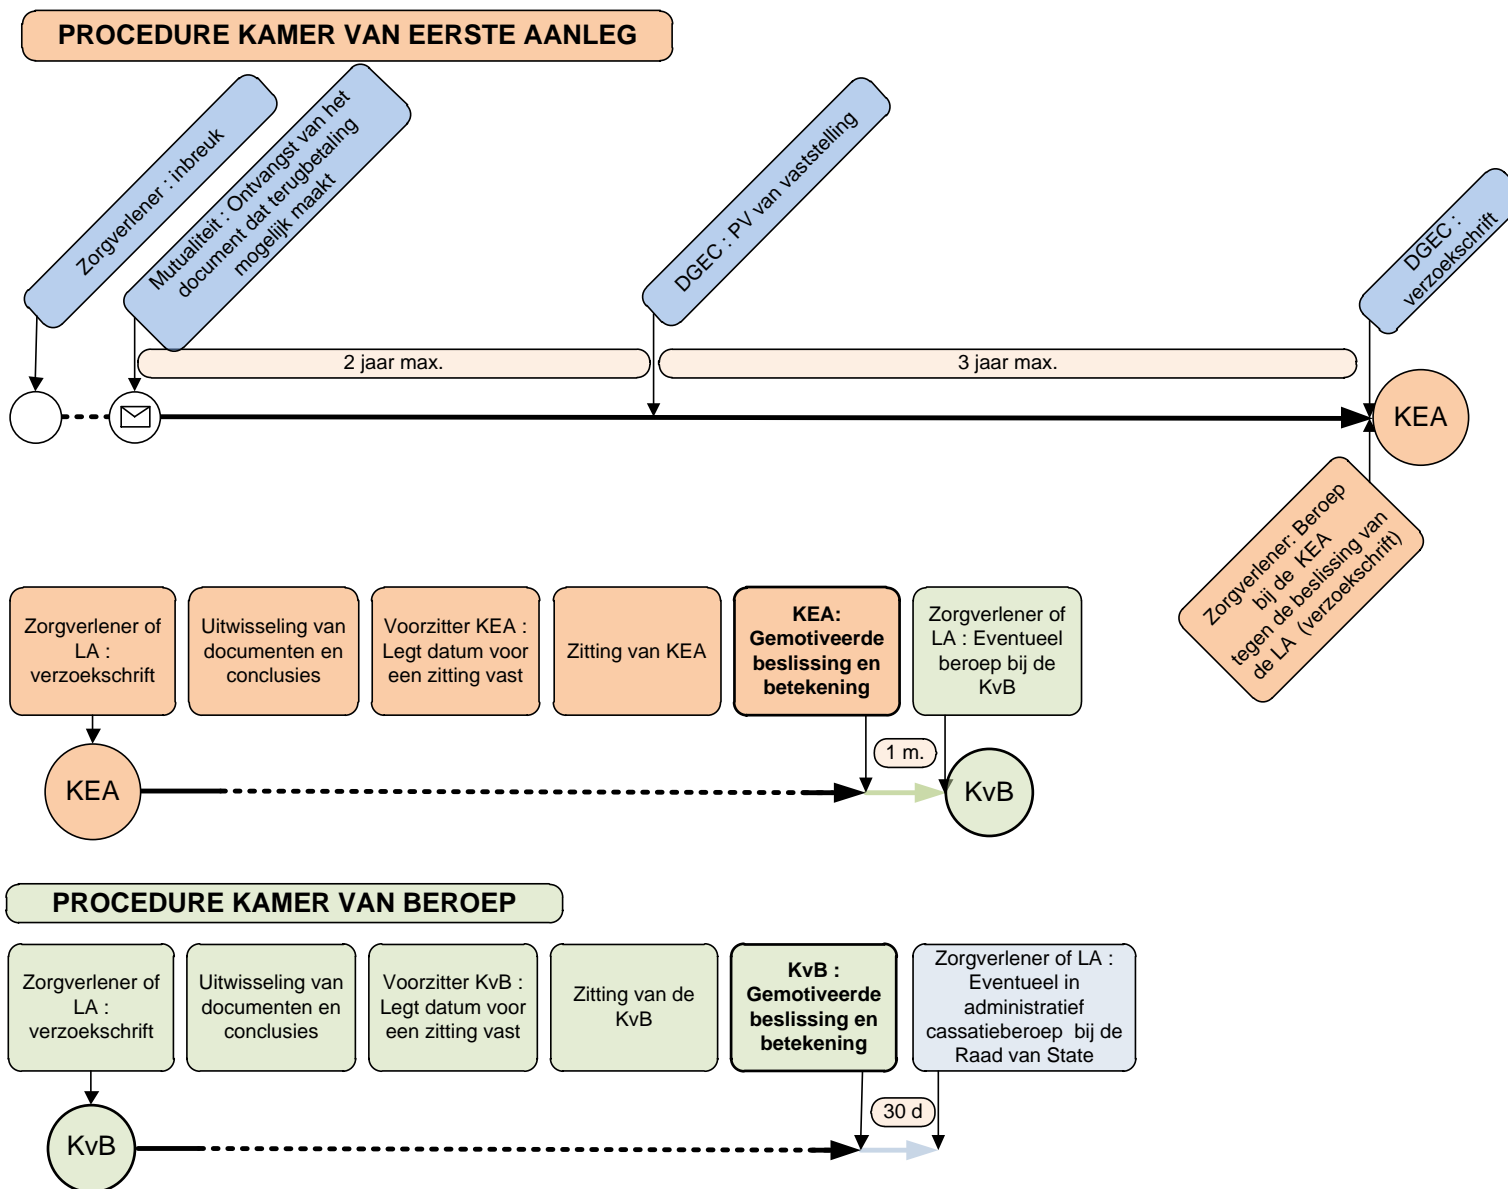 PROCEDURE KAMER VAN EERSTE AANLEG
Zorgverlener : inbreuk
Mutualiteit : Ontvangst van het
document dat terugbetaling
mogelijk maakt
DGEC : PV van vaststelling
DGEC :
verzoekschrift
2 jaar max.
3 jaar max.
KEA
Zorgverlener: Beroep
bij de KEA
tegen de beslissing van
de LA (verzoekschrift)
Zorgverlener of
LA :
verzoekschrift
Uitwisseling van
documenten en
conclusies
Voorzitter KEA :
Legt datum voor
een zitting vast
Zitting van KEA
KEA:
Gemotiveerde
beslissing en
betekening
Zorgverlener of
LA : Eventueel
beroep bij de
KvB
1 m.
KEA
KvB
PROCEDURE KAMER VAN BEROEP
Zorgverlener of
LA :
verzoekschrift
Uitwisseling van
documenten en
conclusies
Voorzitter KvB :
Legt datum voor
een zitting vast
Zitting van de
KvB
KvB :
Gemotiveerde
beslissing en
betekening
Zorgverlener of LA :
Eventueel in
administratief
cassatieberoep bij de
Raad van State
30 d
KvB